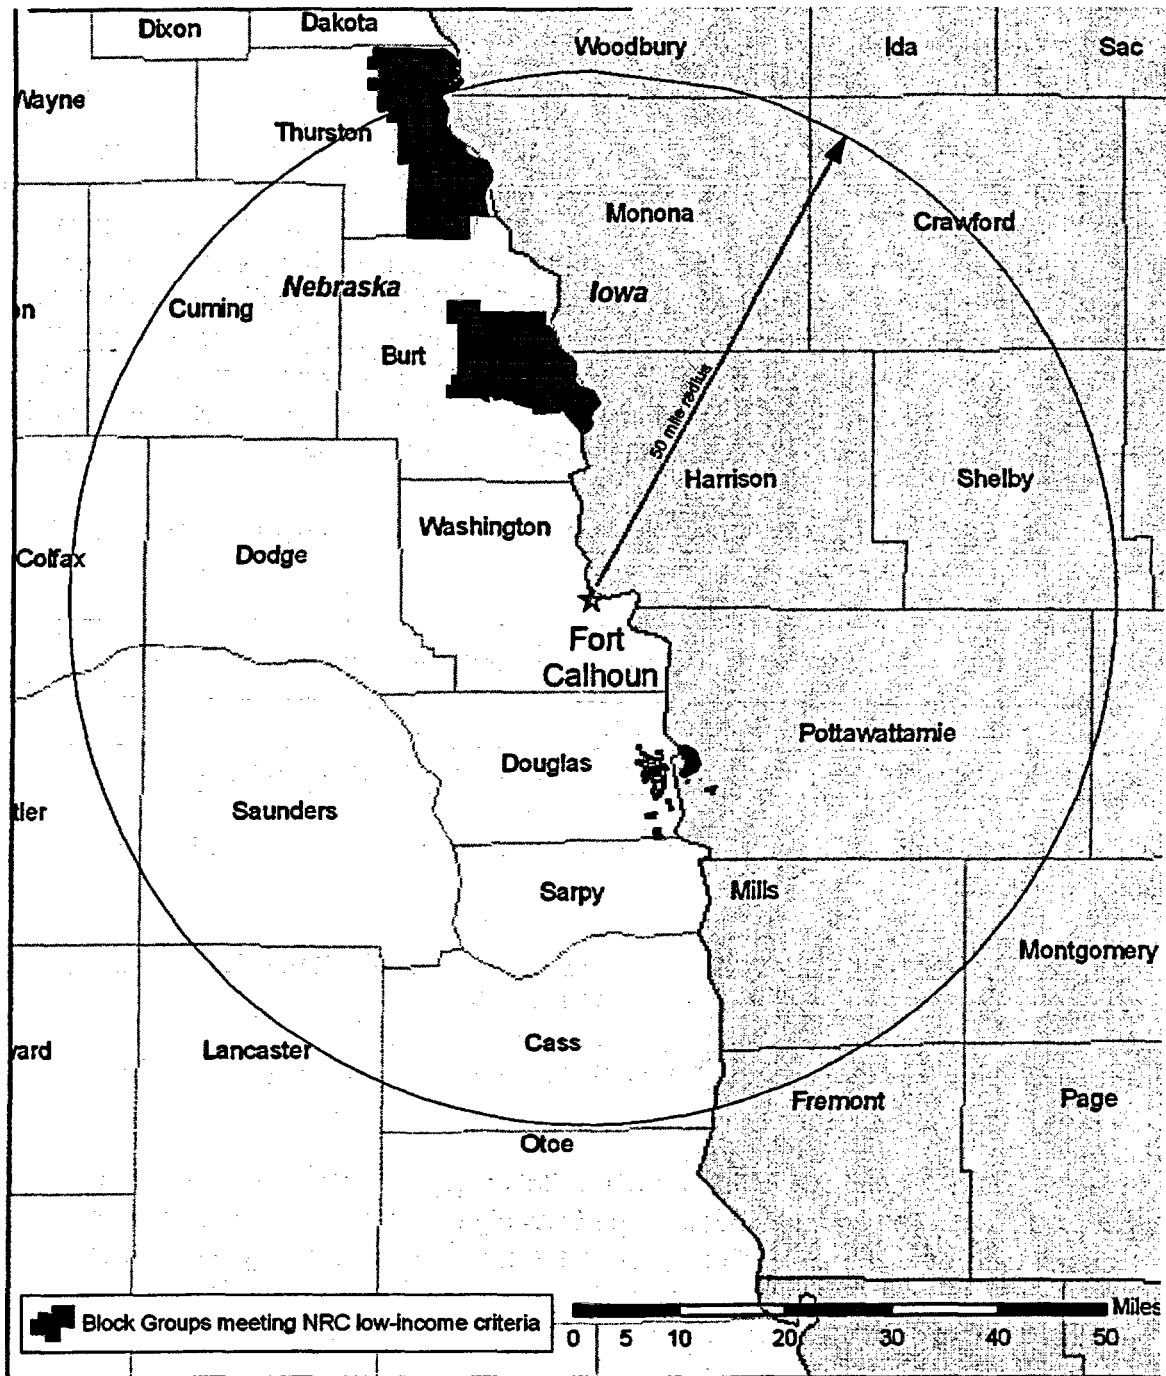 Dixon
Dakota
Woodbury
Ida
Sac
Wayne
Thurston
Monona
Crawford
Nebraska
Iowa
Cuming
Burt
50 mile radius
Harrison
Shelby
Washington
Colfax
Dodge
Fort
Calhoun
Pottawattamie
Douglas
tler
Saunders
Sarpy
Mills
Montgomery
Cass
Lancaster
Fremont
Page
Otoe
Block Groups meeting NRC low-income criteria
Miles
0 5 10 20 30 40 50